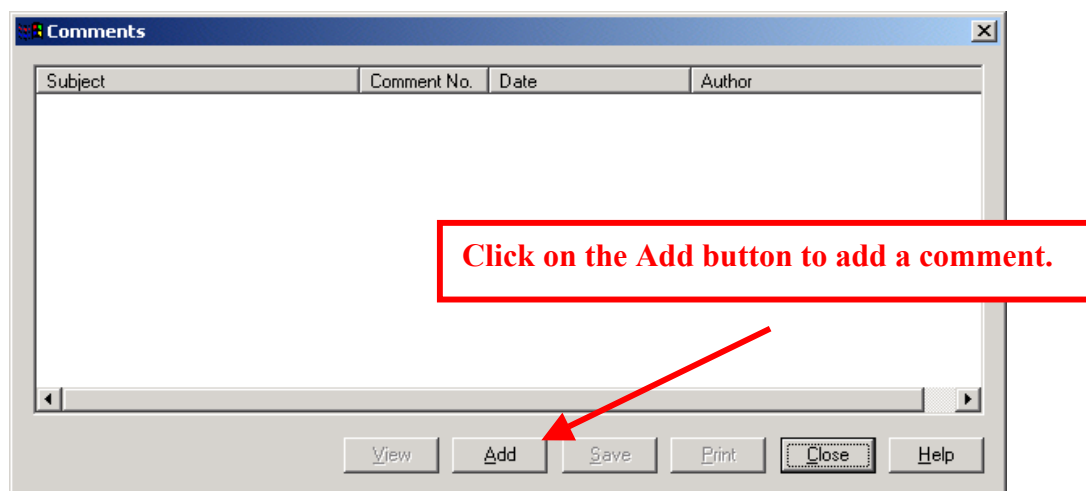 Comments
Subject Comment No. Date Author
Click on the Add button to add a comment.
View Add Save Print Close Help